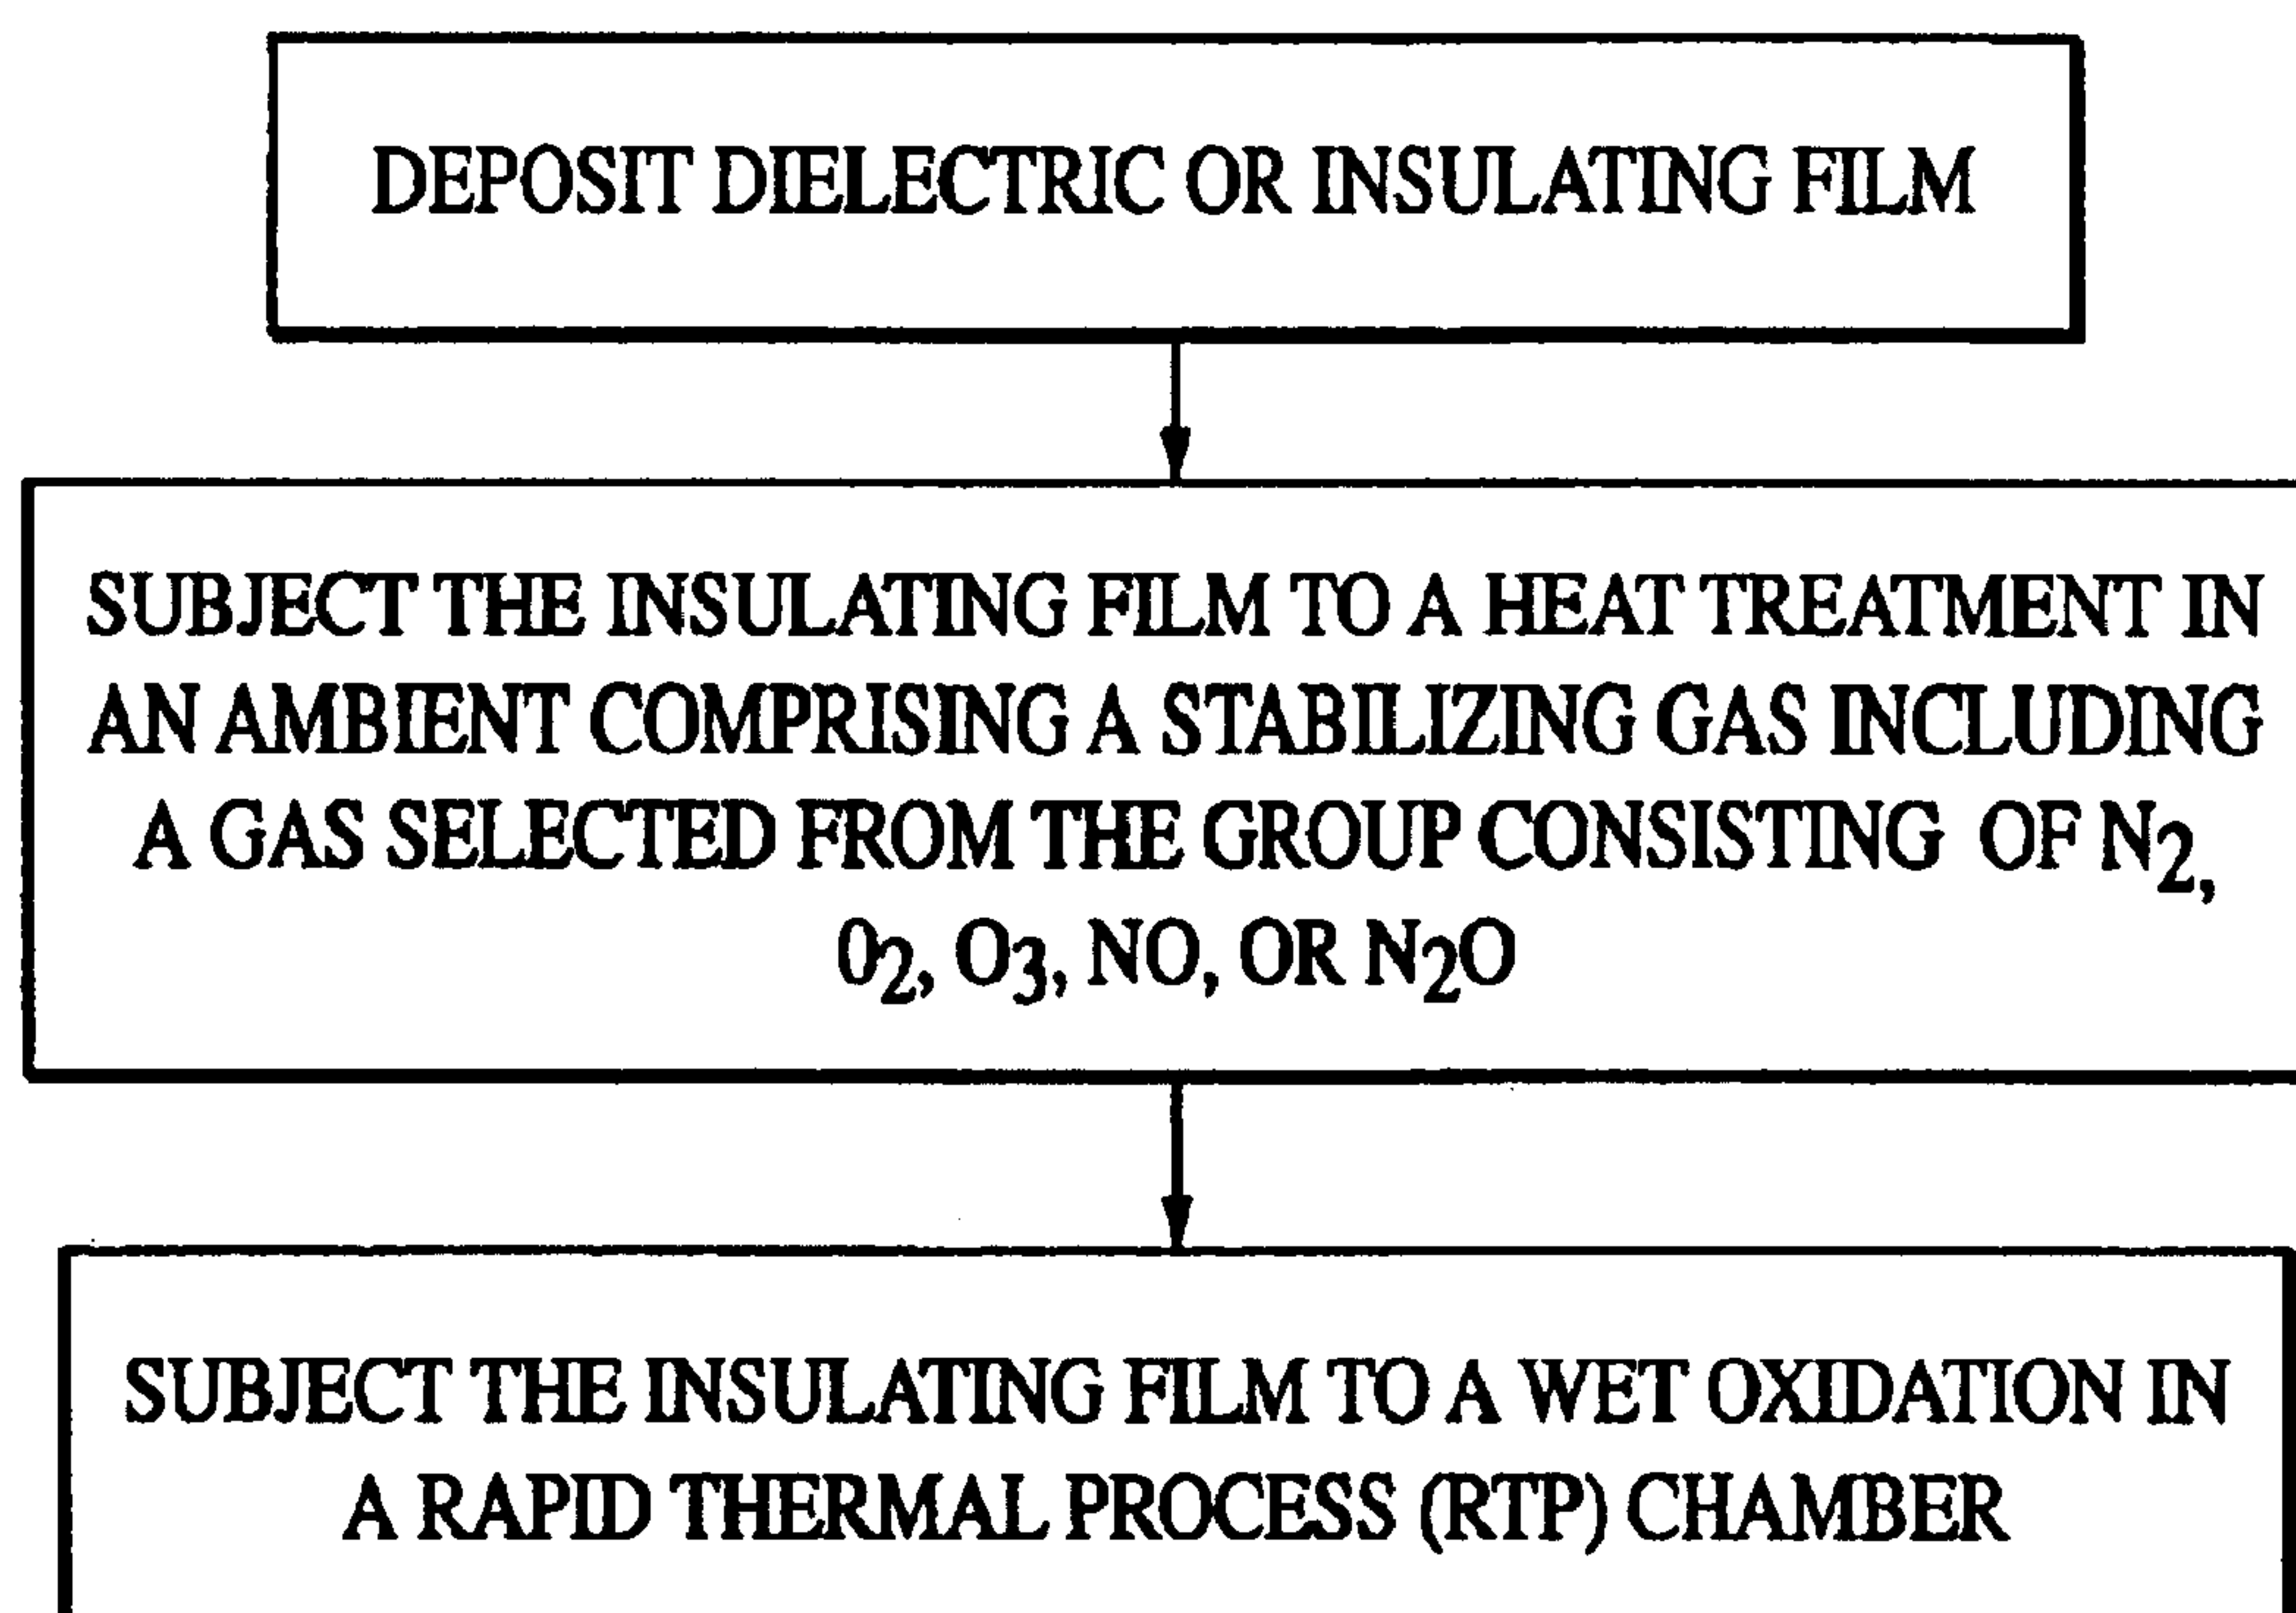 DEPOSIT DIELECTRIC OR INSULATING FILM
SUBJECT THE INSULATING FILM TO A HEAT TREATMENT IN
AN AMBIENT COMPRISING A STABILIZING GAS INCLUDING
A GAS SELECTED FROM THE GROUP CONSISTING OF N2,
02, O3, NO, OR N2O
SUBJECT THE INSULATING FILM TO A WET OXIDATION IN
A RAPID THERMAL PROCESS (RTP) CHAMBER